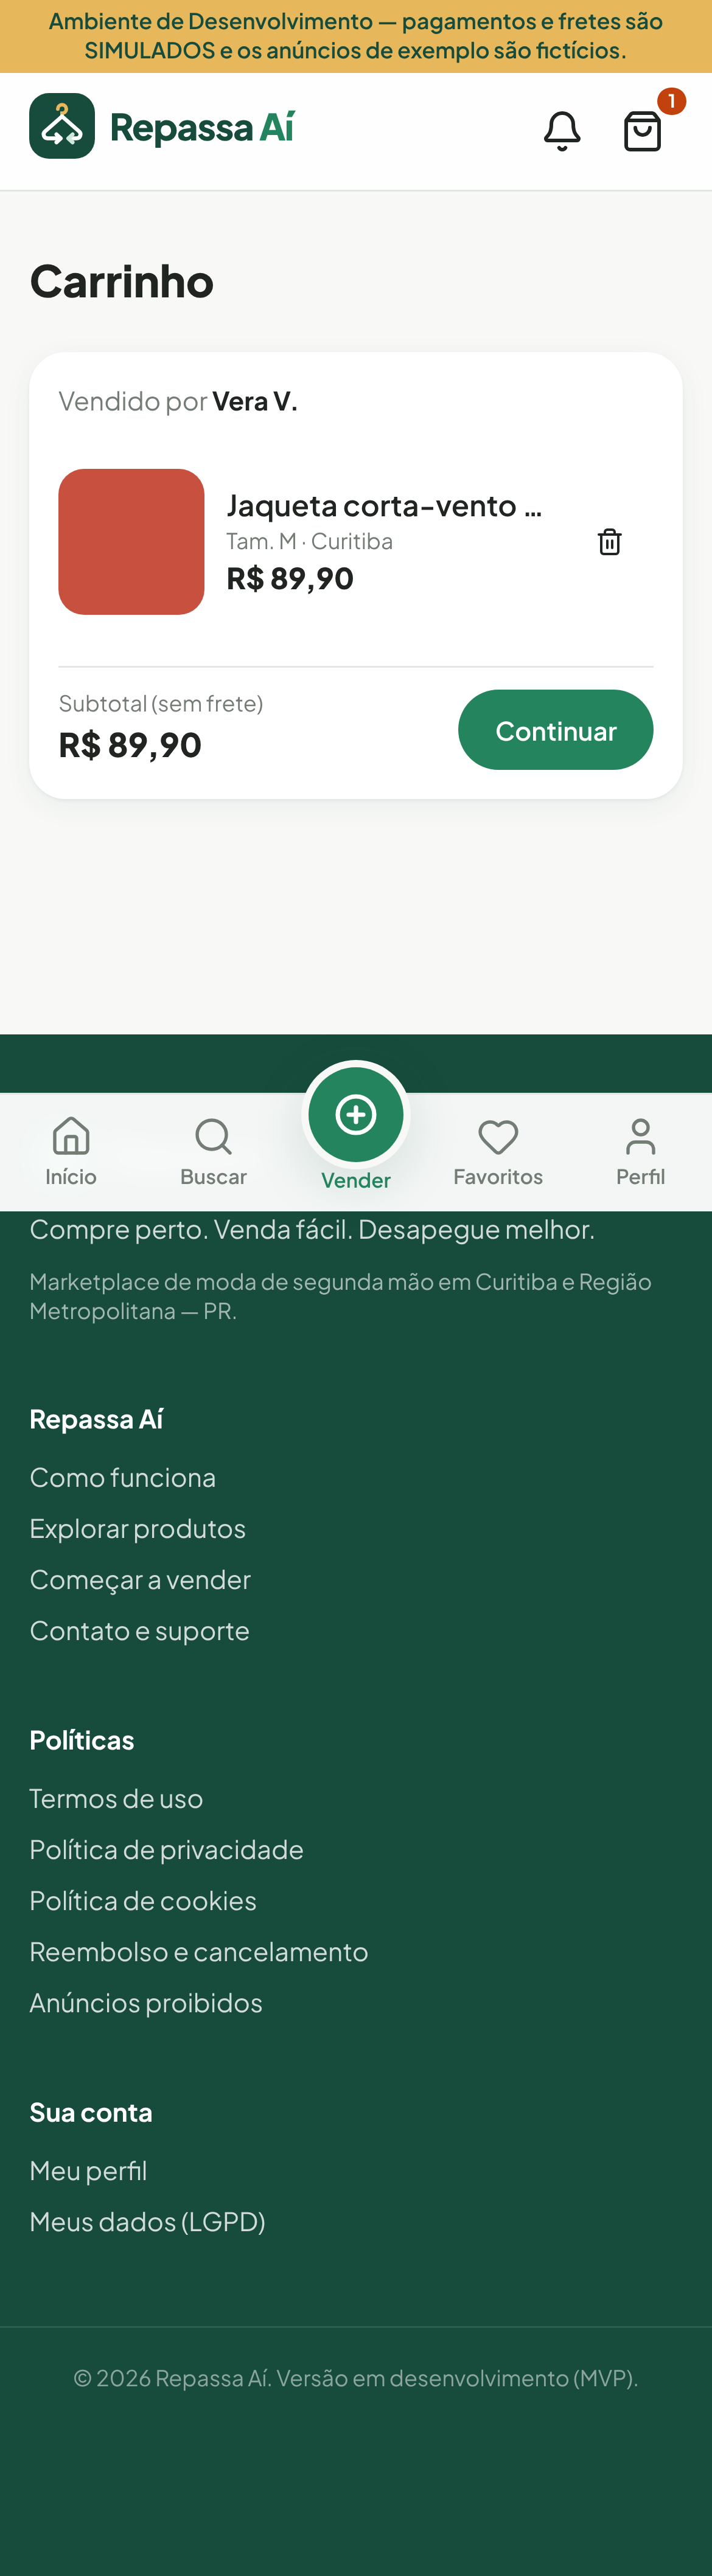 Ambiente de Desenvolvimento — pagamentos e fretes são
SIMULADOS e os anúncios de exemplo são fictícios.
Repassa Aí
1
Carrinho
Vendido por Vera V.
Jaqueta corta-vento ...
Tam. M · Curitiba
R$ 89,90
Subtotal (sem frete)
R$ 89,90
Continuar
Início
Buscar
Vender
Favoritos
Perfil
Compre perto. Venda fácil. Desapegue melhor.
Marketplace de moda de segunda mão em Curitiba e Região
Metropolitana — PR.
Repassa Aí
Como funciona
Explorar produtos
Começar a vender
Contato e suporte
Políticas
Termos de uso
Política de privacidade
Política de cookies
Reembolso e cancelamento
Anúncios proibidos
Sua conta
Meu perfil
Meus dados (LGPD)
© 2026 Repassa Aí. Versão em desenvolvimento (MVP).